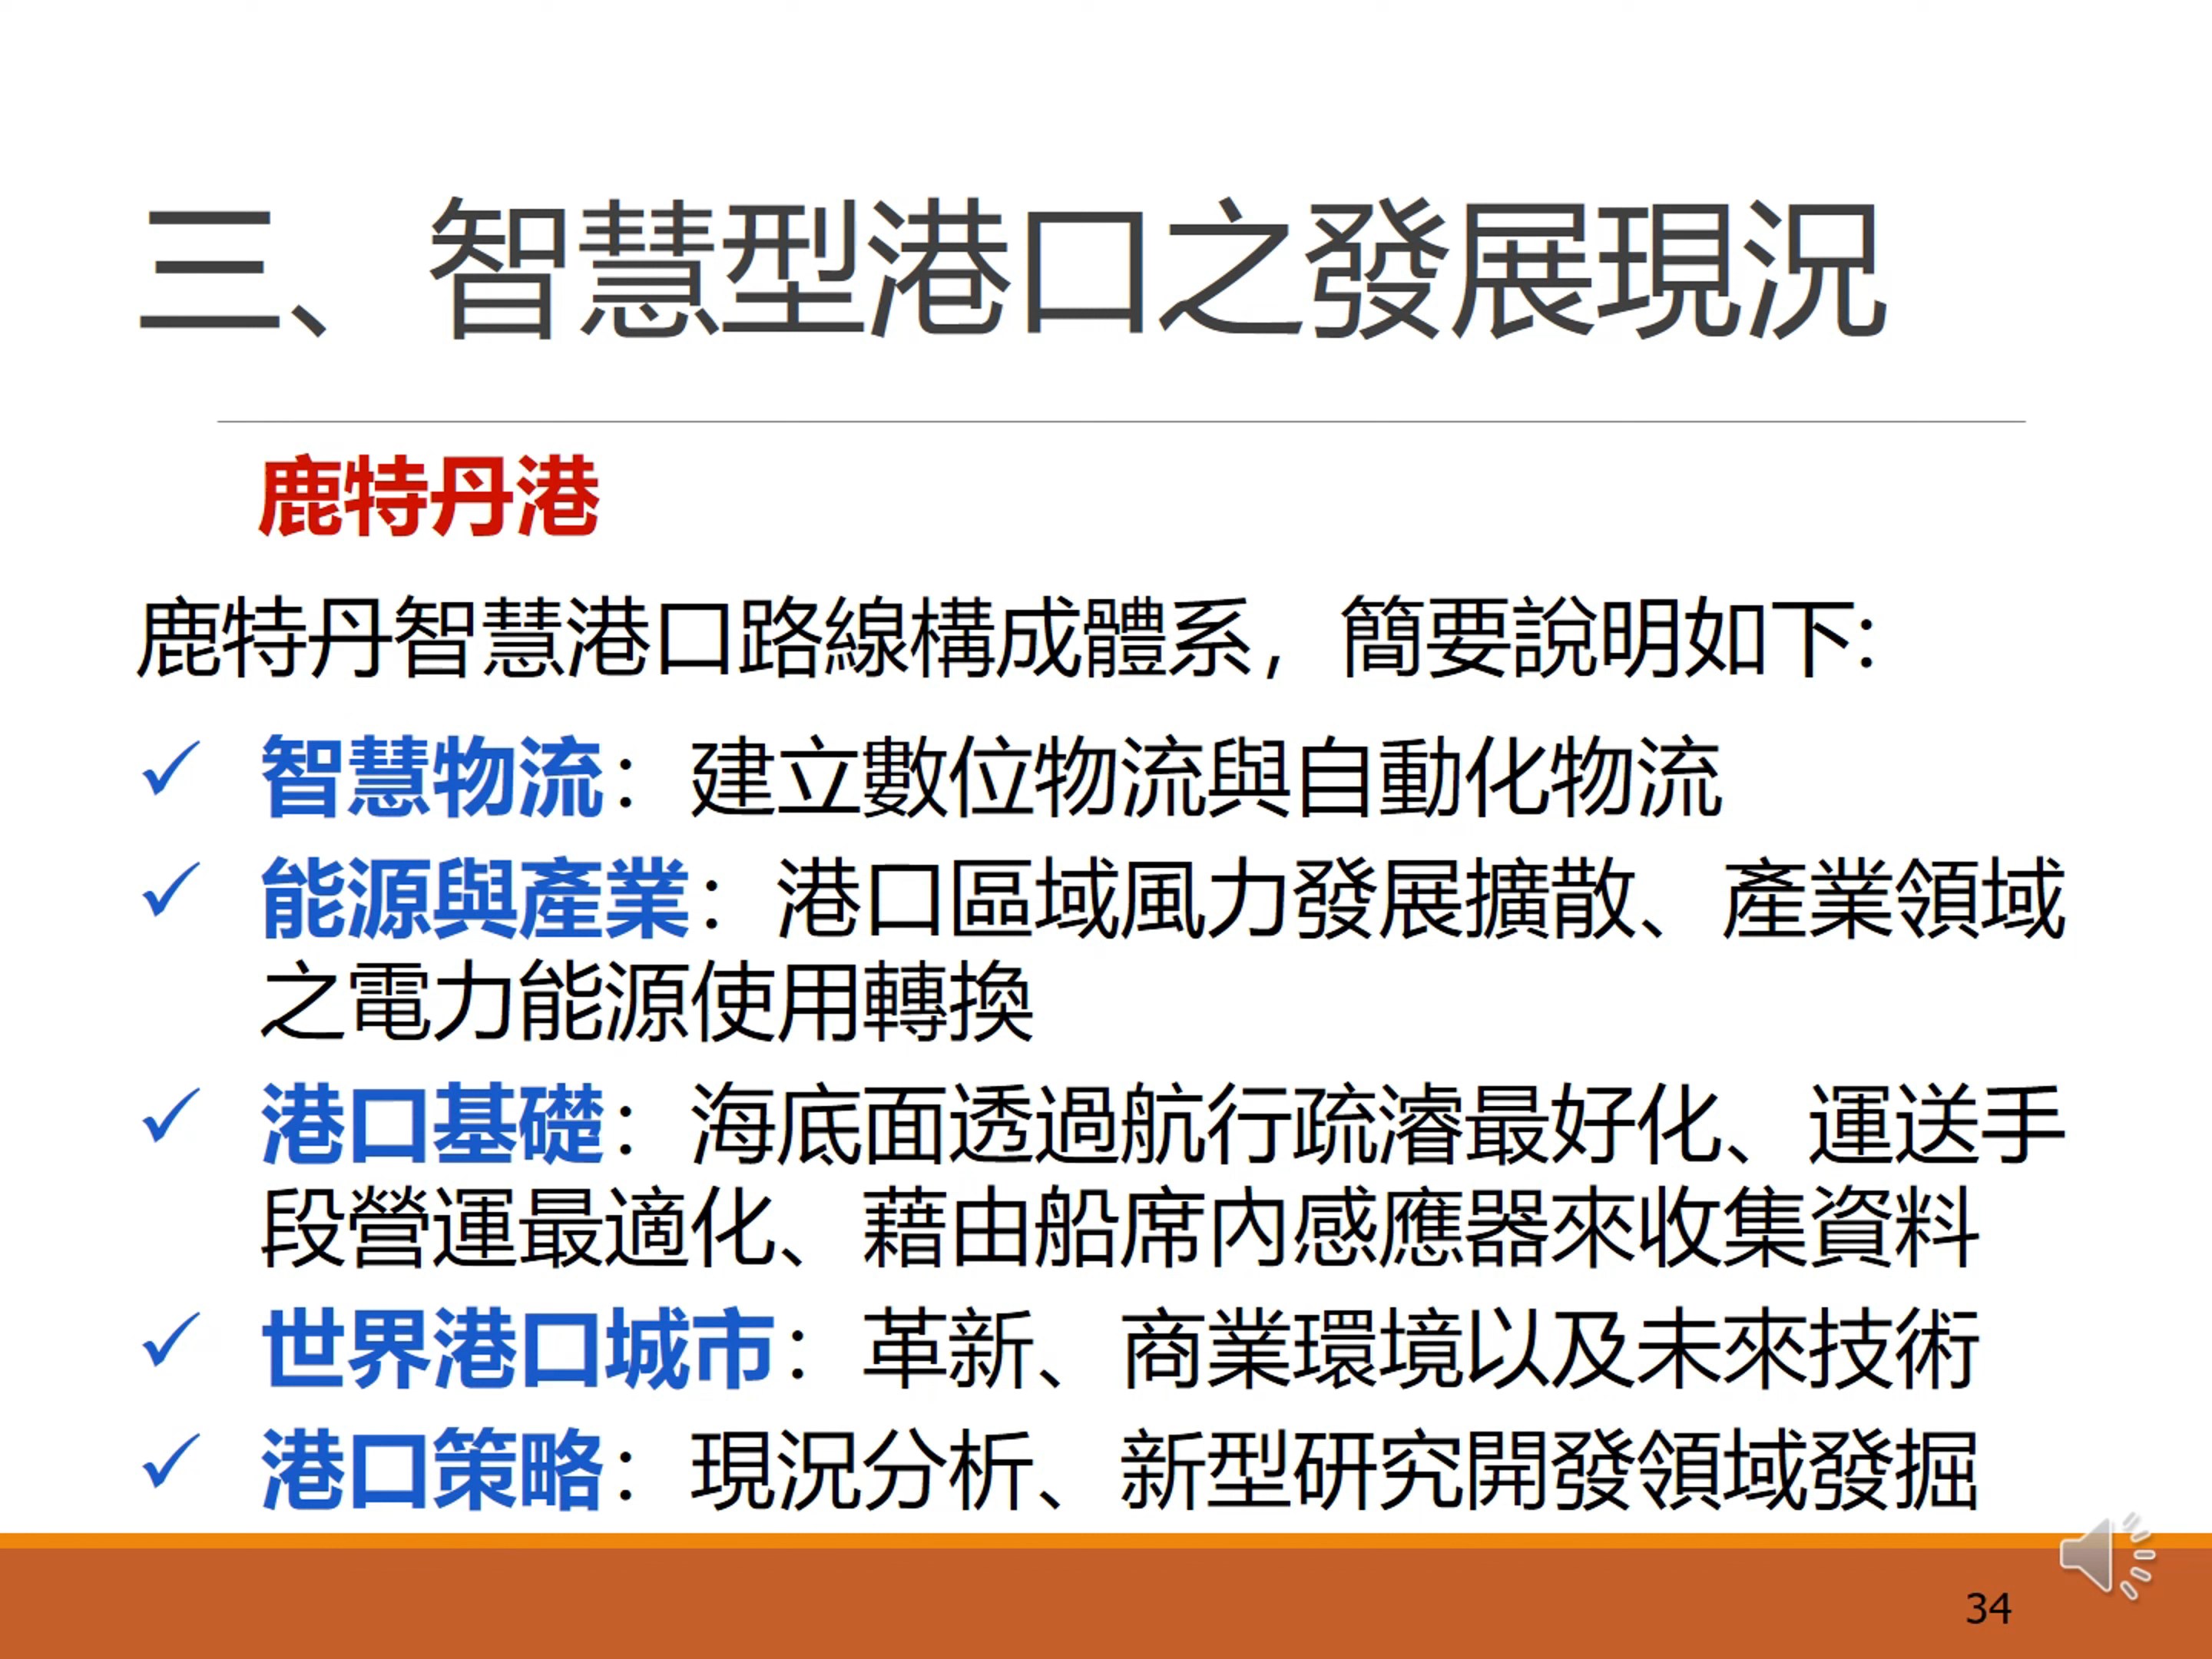 三、智慧型港口之發展現況
鹿特丹港
鹿特丹智慧港口路線構成體系，簡要說明如下:
✓ 智慧物流：建立數位物流與自動化物流
✓ 能源與產業：港口區域風力發展擴散、產業領域
之電力能源使用轉換
✓ 港口基礎：海底面透過航行疏濬最好化、運送手
段營運最適化、藉由船席內感應器來收集資料
✓ 世界港口城市：革新、商業環境以及未來技術
✓ 港口策略：現況分析、新型研究開發領域發掘
34